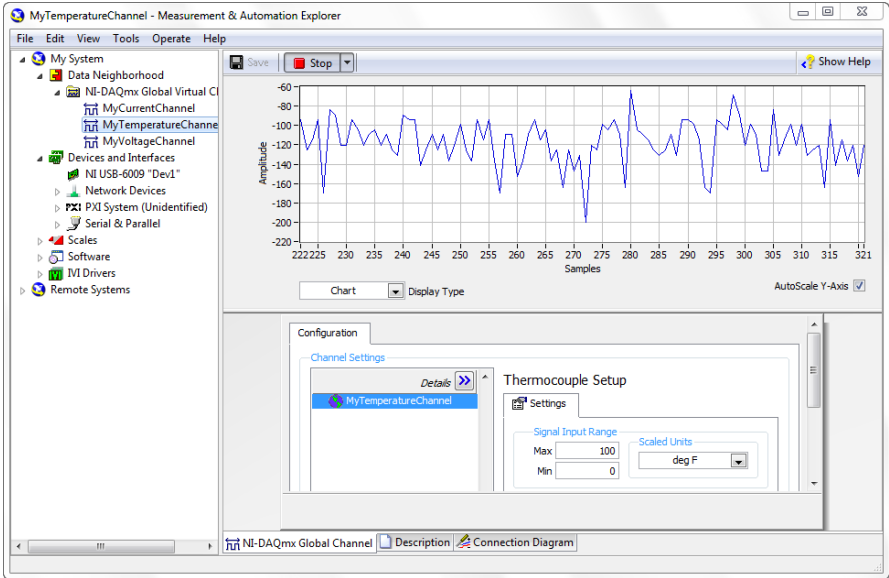 MyTemperatureChannel - Measurement & Automation Explorer
File Edit View Tools Operate Help
My System
Data Neighborhood
NI-DAQmx Global Virtual Cl
MyCurrentChannel
MyTemperatureChanne
MyVoltageChannel
Devices and Interfaces
NI USB-6009 "Dev1"
Network Devices
PXI PXI System (Unidentified)
Serial & Parallel
Scales
Software
IVI Drivers
Remote Systems
Save Stop Show Help
-60
-80
-100
-120
-140
-160
-180
-200
-220
Amplitude
222 225 230 235 240 245 250 255 260 265 270 275 280 285 290 295 300 305 310 315 321
Samples
Chart Display Type AutoScale Y-Axis
Configuration
Channel Settings
Details
MyTemperatureChannel
Thermocouple Setup
Settings
Signal Input Range
Max 100
Min 0
Scaled Units
deg F
NI-DAQmx Global Channel Description Connection Diagram